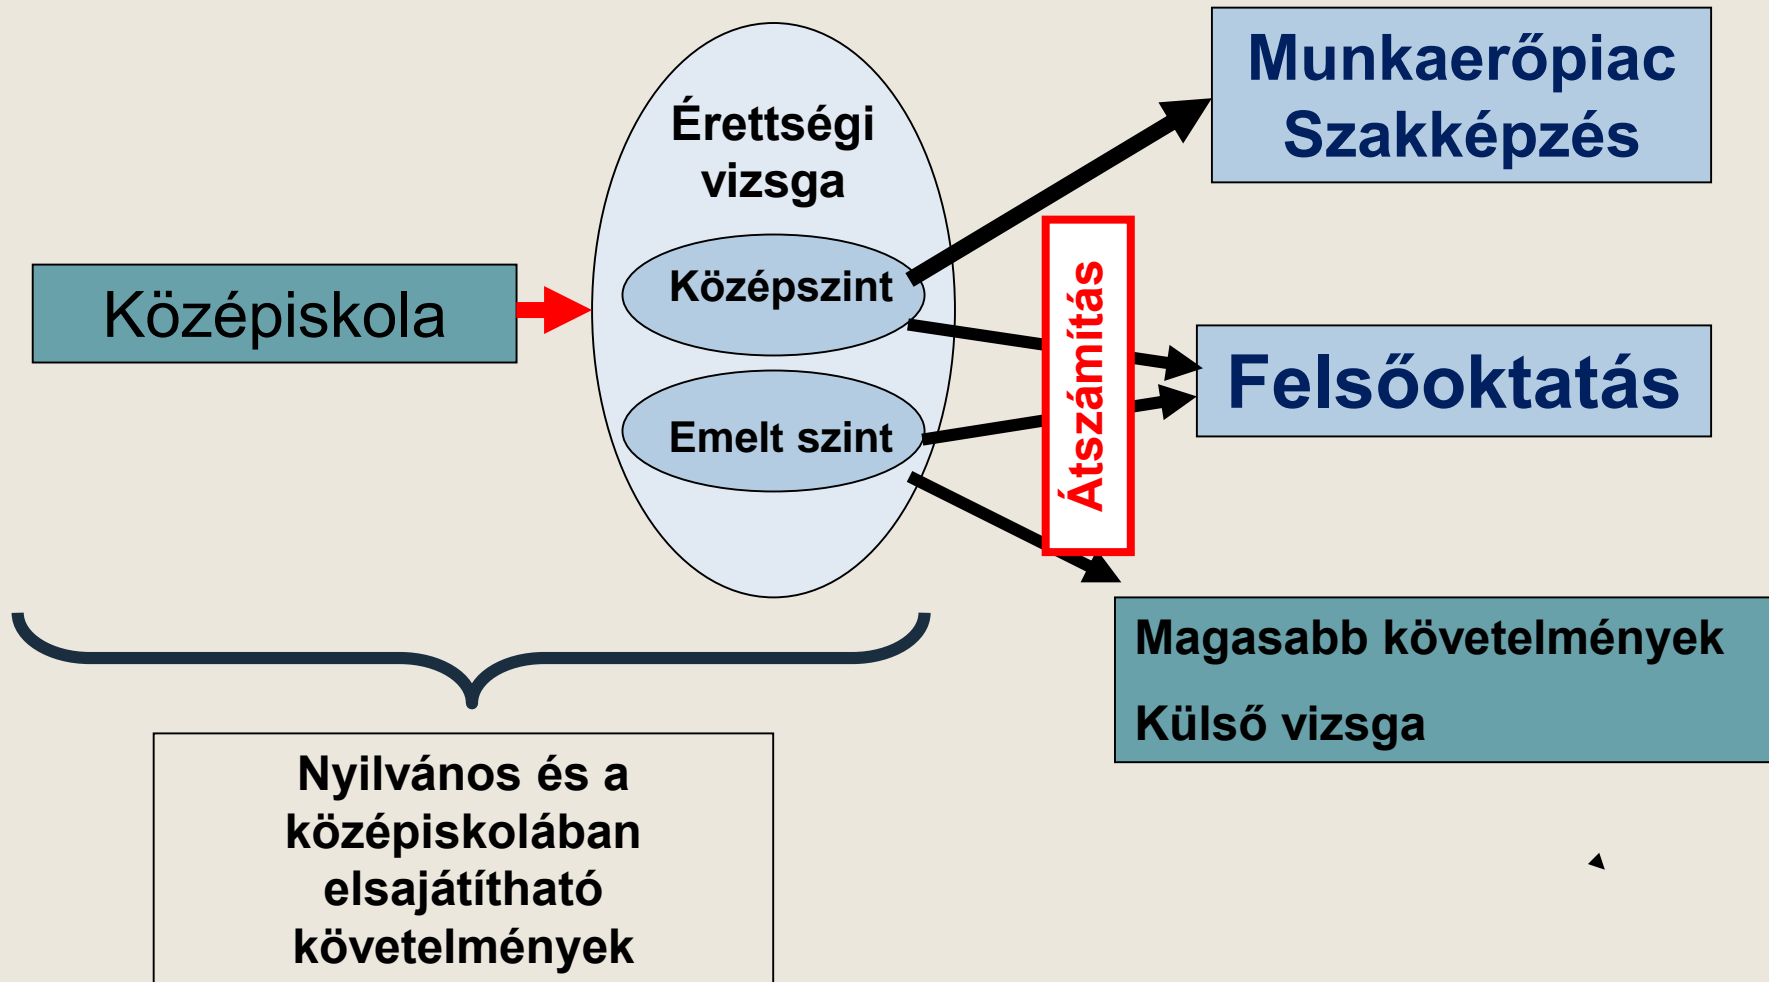 Középiskola
Érettségi
vizsga
Középszint
Emelt szint
Átszámítás
Munkaerőpiac
Szakképzés
Felsőoktatás
Magasabb követelmények
Külső vizsga
Nyilvános és a
középiskolában
elsajátítható
követelmények